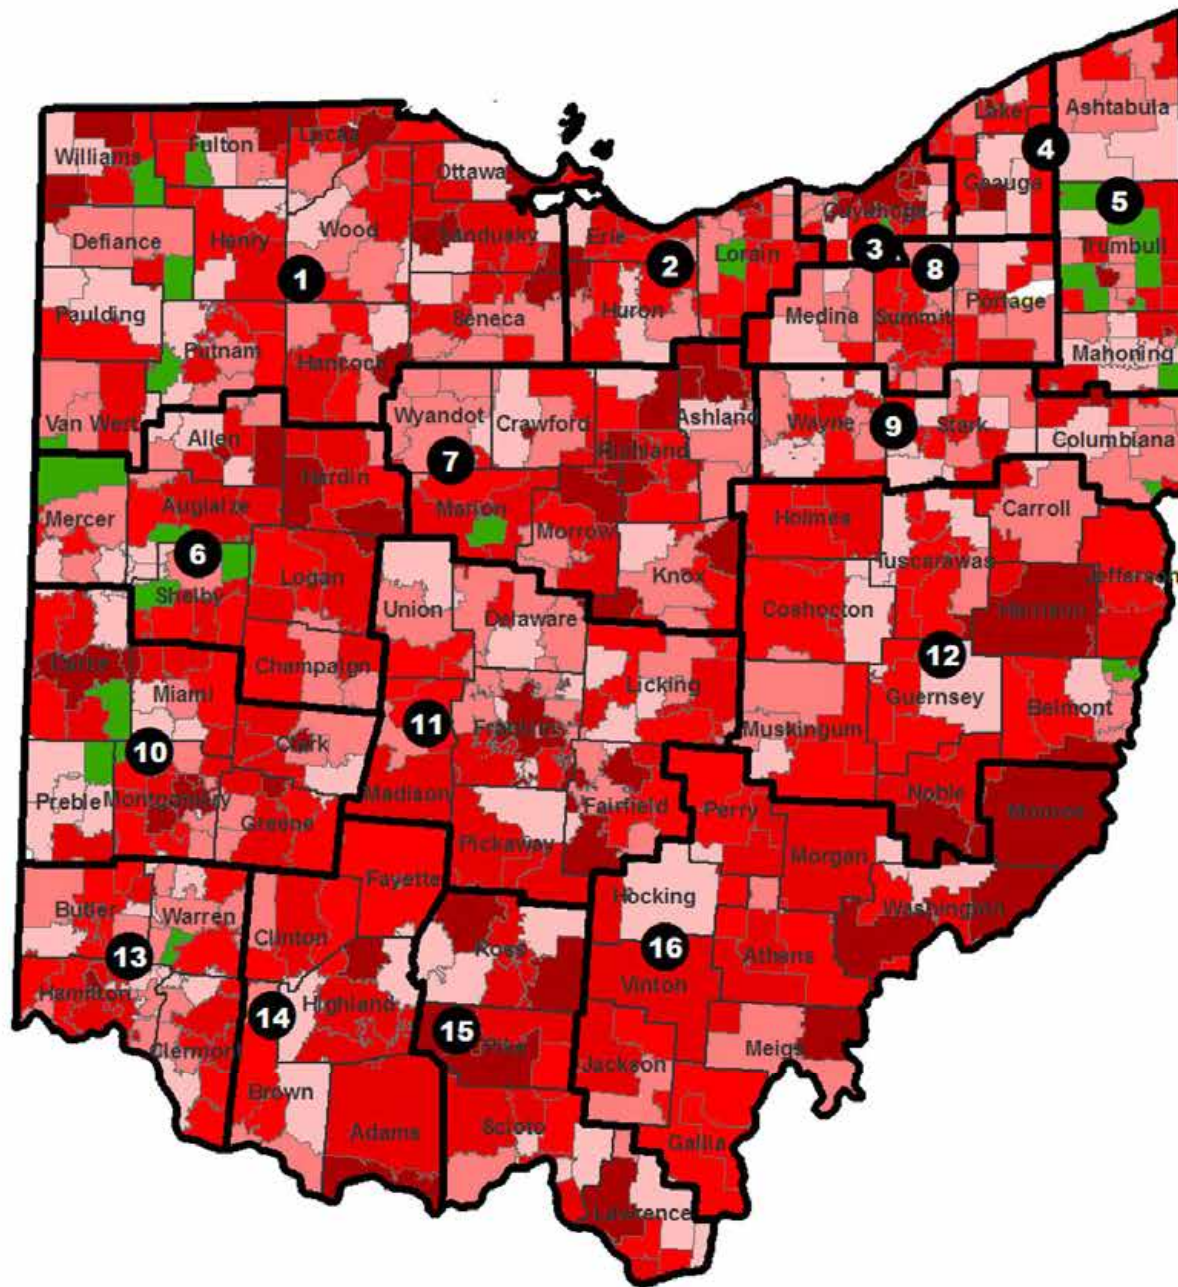 Lake
Ashtabula
Williams
Fulton
Lucas
4
Ottawa
Geauga
5
Cuyahoga
Defiance
Henry
Wood
Sandusky
Erie
Lorain
3
Trumbull
1
2
8
Paulding
Huron
Medina
Summit
Portage
Seneca
Putnam
Hancock
Mahoning
Van Wert
Allen
Wyandot
Crawford
Ashland
Wayne
9
Stark
Columbiana
7
Richland
Hardin
Mercer
Auglaize
Marion
Morrow
Holmes
Carroll
6
Logan
Knox
Tuscarawas
Jefferson
Shelby
Union
Delaware
Coshocton
Harrison
Darke
Champaign
12
Miami
Licking
Guernsey
Belmont
11
Franklin
Muskingum
10
Clark
Preble
Montgomery
Madison
Fairfield
Perry
Noble
Monroe
Greene
Pickaway
Morgan
Fayette
Hocking
Washington
Butler
Warren
Clinton
Ross
16
Athens
13
Hamilton
Highland
Vinton
14
15
Pike
Clermont
Jackson
Meigs
Brown
Adams
Scioto
Gallia
Lawrence